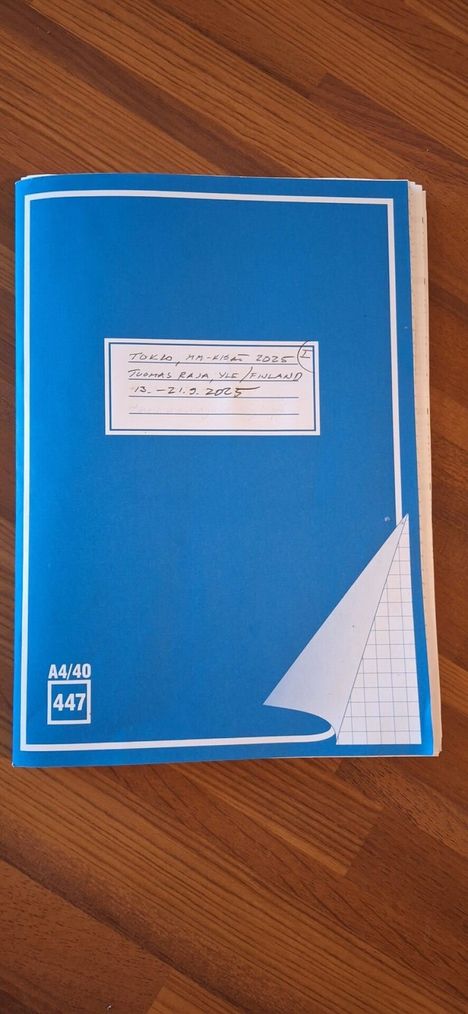 TOKIO, MM-KISAT 2025 I
TUOMAS RAJA, YLE/FINLAND
13.-21.9.2025
A4/40
447